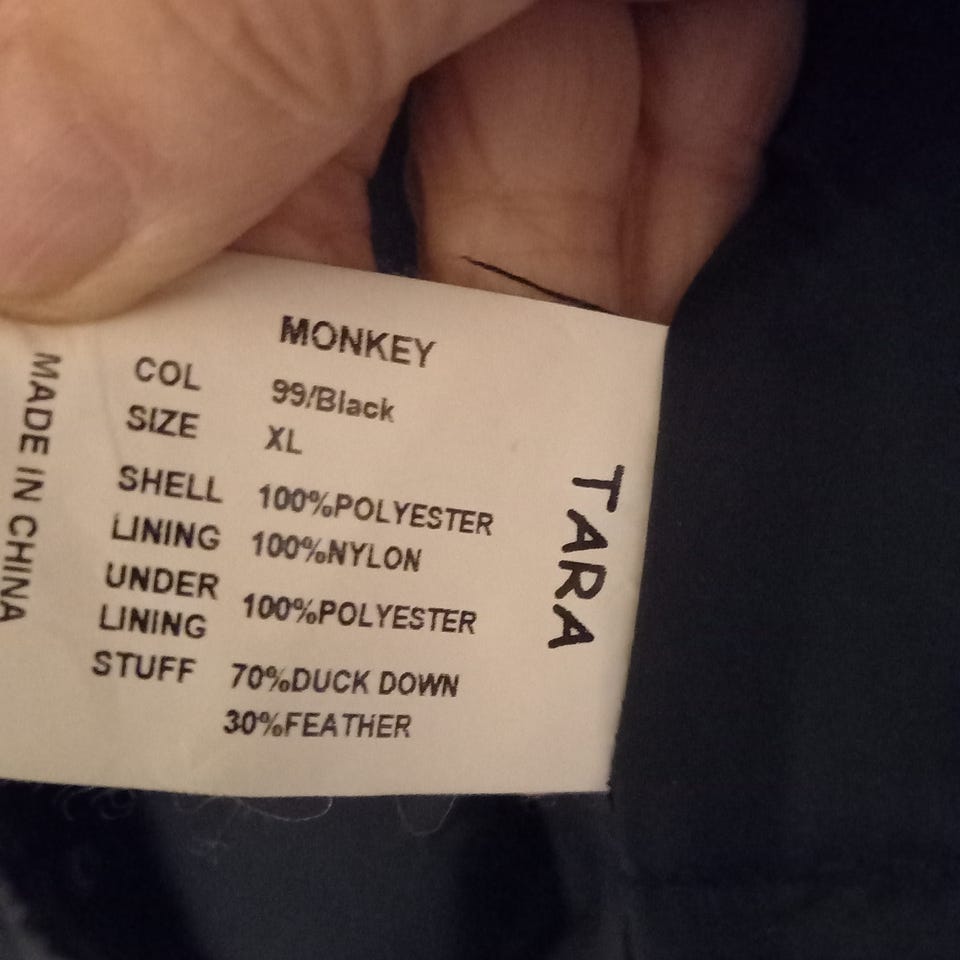 MONKEY
COL 99/Black
SIZE XL
SHELL 100%POLYESTER
LINING 100%NYLON
UNDER
LINING 100%POLYESTER
STUFF 70%DUCK DOWN
30%FEATHER
MADE IN CHINA
TARA